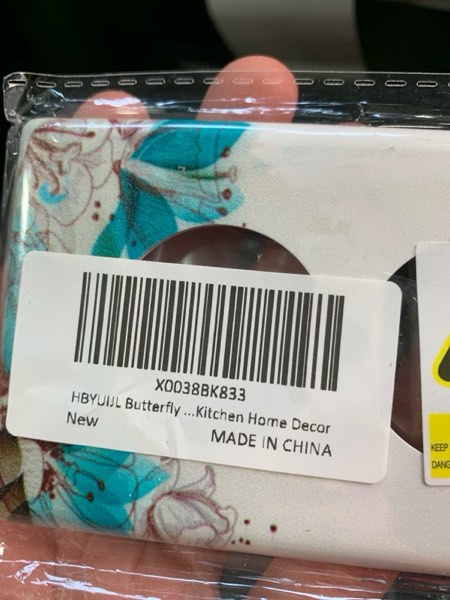 X0038BK833
HBYUIJL Butterfly ...Kitchen Home Decor
New
MADE IN CHINA
KEEP
DANG